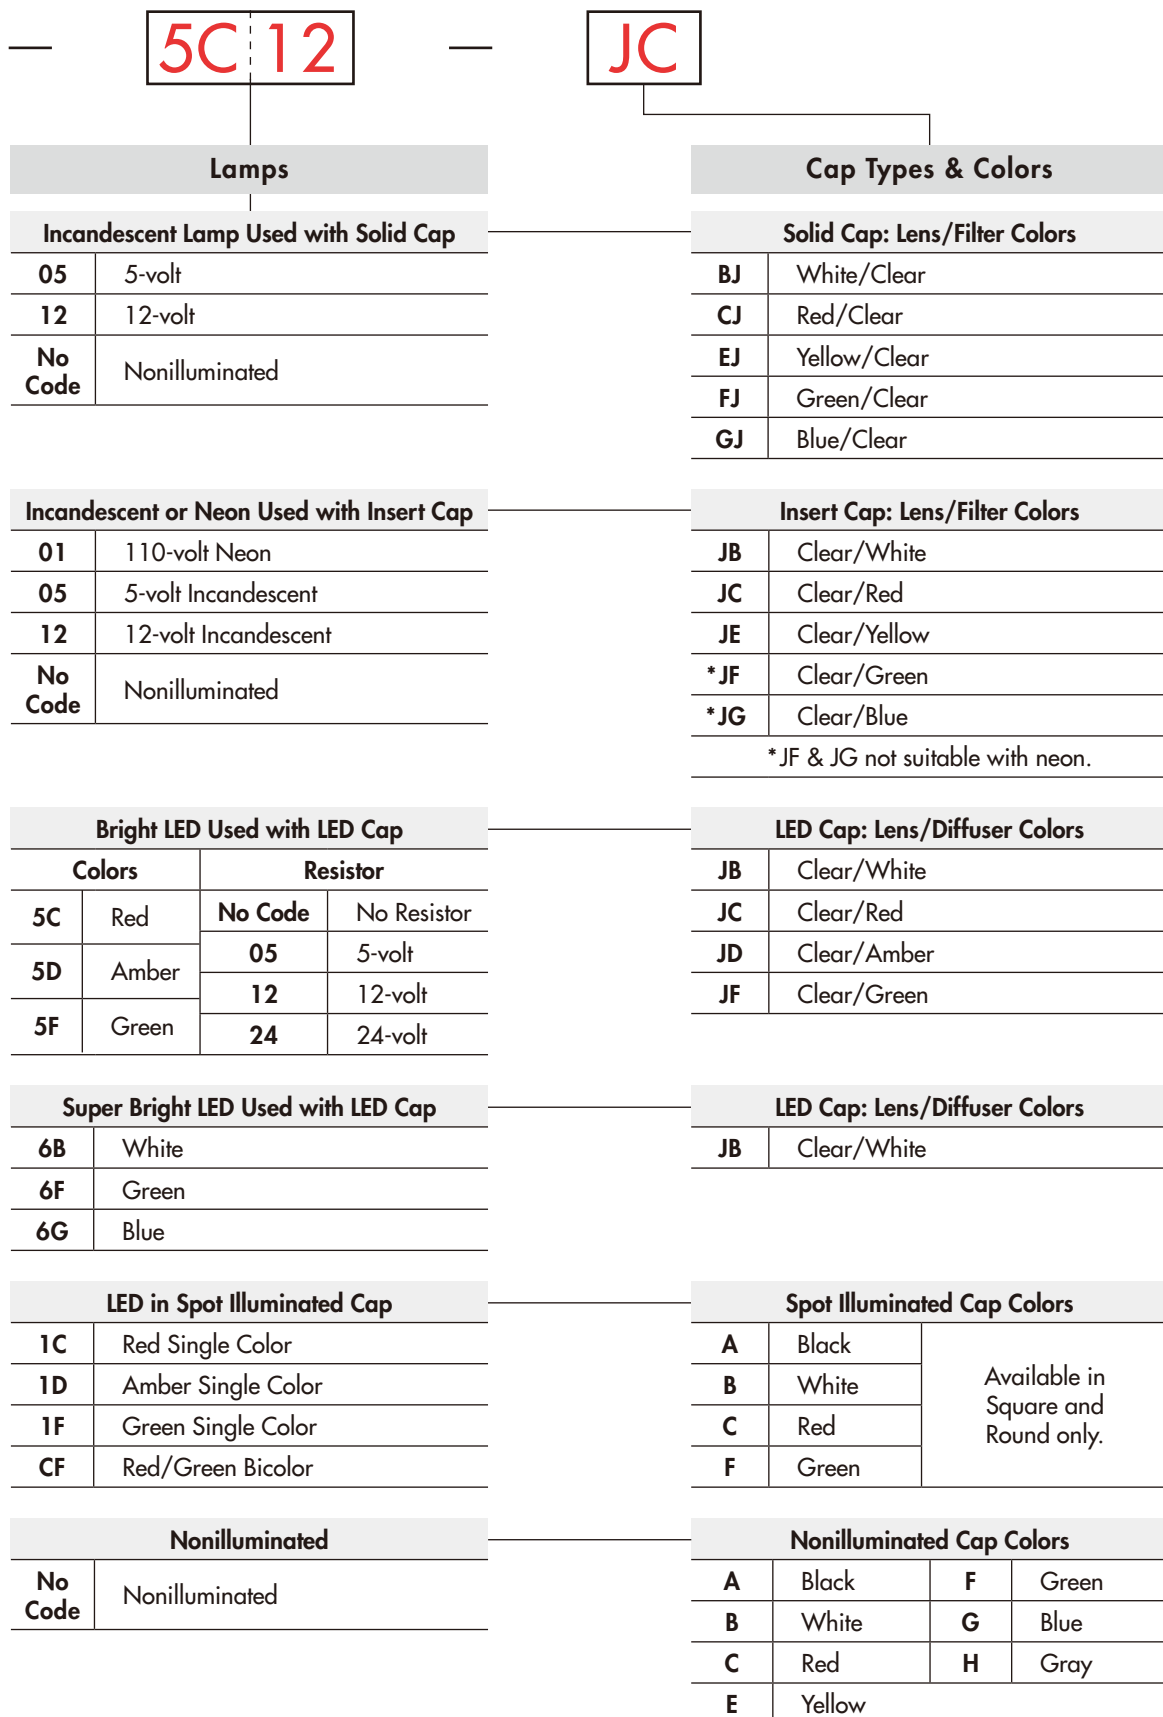 — 5C 12 — JC
Lamps
Incandescent Lamp Used with Solid Cap
05 5-volt
12 12-volt
No
Code
Nonilluminated
Cap Types & Colors
Solid Cap: Lens/Filter Colors
BJ White/Clear
CJ Red/Clear
EJ Yellow/Clear
FJ Green/Clear
GJ Blue/Clear
Incandescent or Neon Used with Insert Cap
01 110-volt Neon
05 5-volt Incandescent
12 12-volt Incandescent
No
Code
Nonilluminated
Insert Cap: Lens/Filter Colors
JB Clear/White
JC Clear/Red
JE Clear/Yellow
*JF Clear/Green
*JG Clear/Blue
*JF & JG not suitable with neon.
Bright LED Used with LED Cap
Colors
5C Red
5D Amber
5F Green
Resistor
No Code No Resistor
05 5-volt
12 12-volt
24 24-volt
LED Cap: Lens/Diffuser Colors
JB Clear/White
JC Clear/Red
JD Clear/Amber
JF Clear/Green
Super Bright LED Used with LED Cap
6B White
6F Green
6G Blue
LED Cap: Lens/Diffuser Colors
JB Clear/White
LED in Spot Illuminated Cap
1C Red Single Color
1D Amber Single Color
1F Green Single Color
CF Red/Green Bicolor
Spot Illuminated Cap Colors
A Black
B White
C Red
F Green
Available in
Square and
Round only.
Nonilluminated
No
Code
Nonilluminated
Nonilluminated Cap Colors
A Black F Green
B White G Blue
C Red H Gray
E Yellow